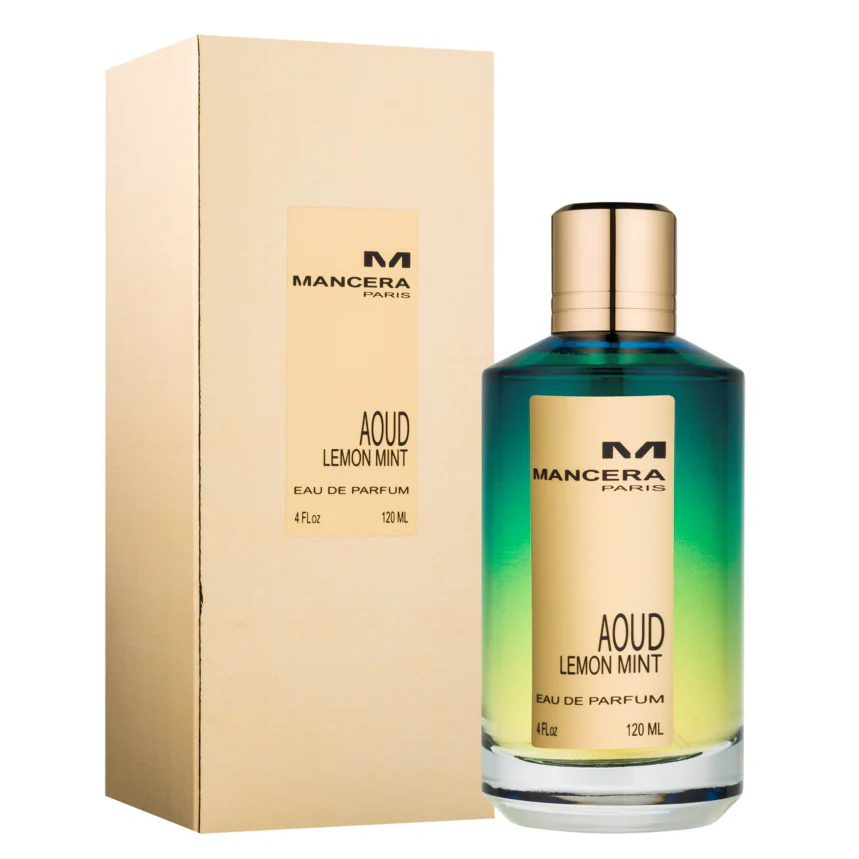 M
MANCERA
PARIS
AOUD
LEMON MINT
EAU DE PARFUM
4 FLoz 120 ML
M
MANCERA
PARIS
AOUD
LEMON MINT
EAU DE PARFUM
4 FLoz 120 ML